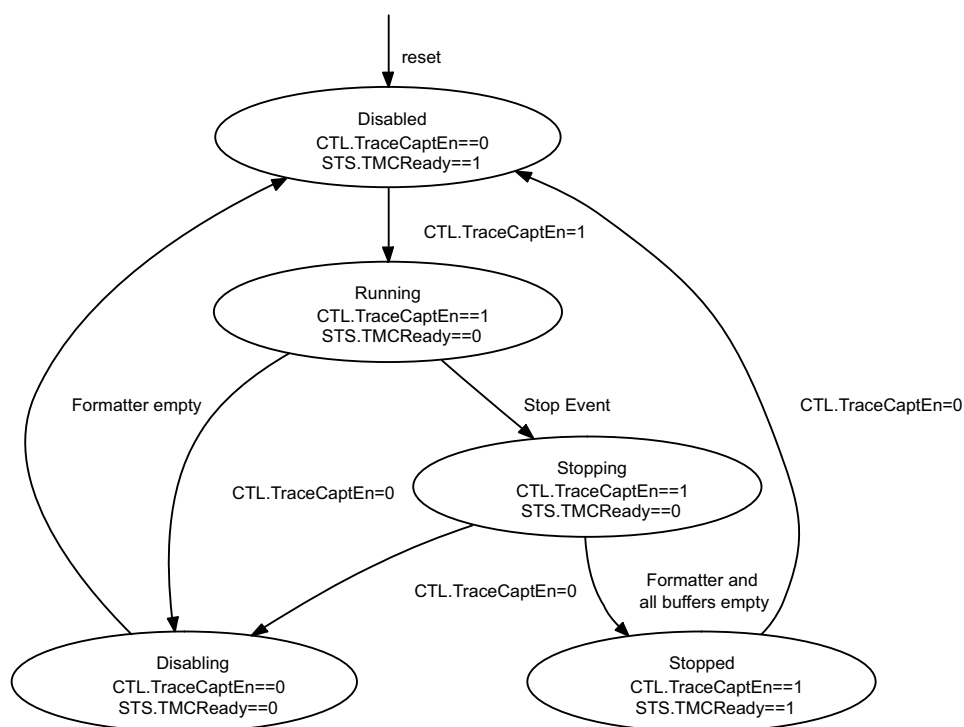 reset
Disabled
CTL.TraceCaptEn==0
STS.TMCReady==1
CTL.TraceCaptEn=1
Running
CTL.TraceCaptEn==1
STS.TMCReady==0
Formatter empty
Stop Event
CTL.TraceCaptEn=0
Stopping
CTL.TraceCaptEn==1
STS.TMCReady==0
CTL.TraceCaptEn=0
CTL.TraceCaptEn=0
Formatter and
all buffers empty
Disabling
CTL.TraceCaptEn==0
STS.TMCReady==0
Stopped
CTL.TraceCaptEn==1
STS.TMCReady==1